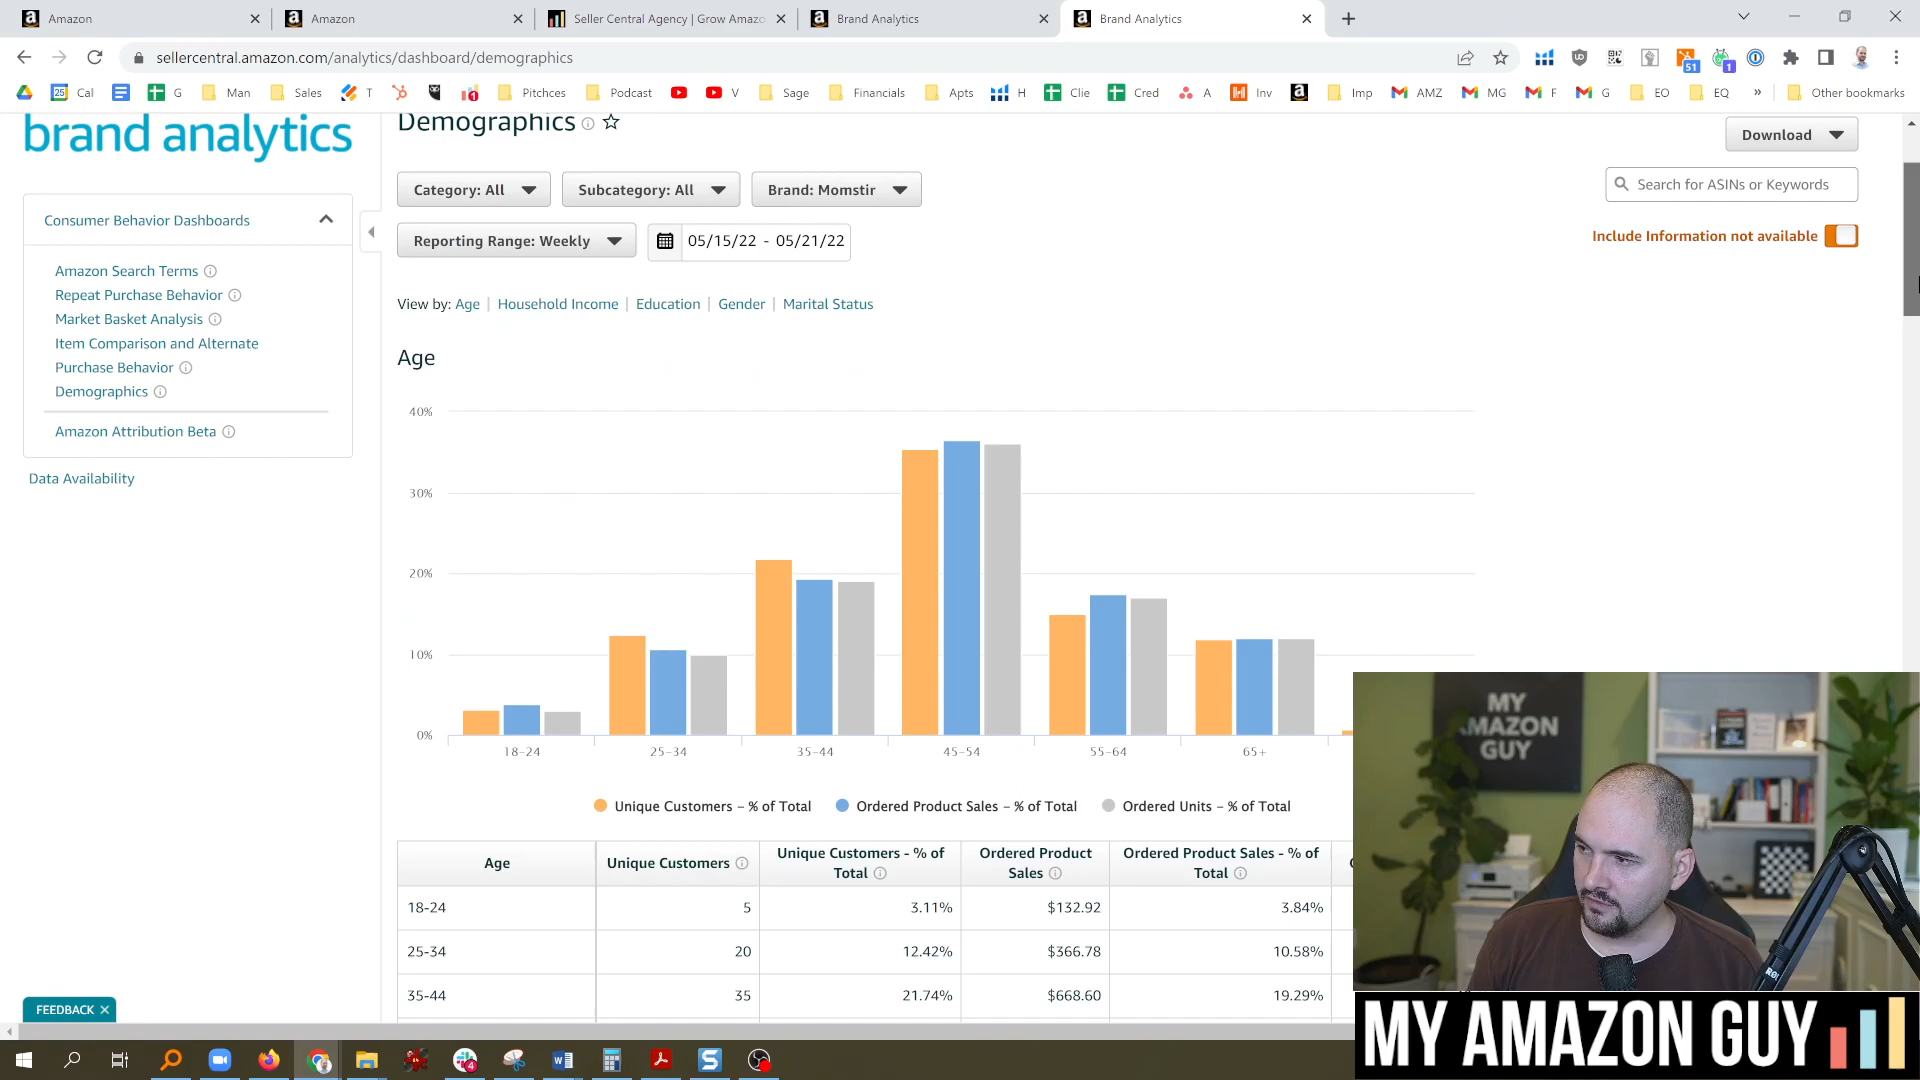 Amazon
Amazon
Seller Central Agency | Grow Amazo
Brand Analytics
Brand Analytics
sellercentral.amazon.com/analytics/dashboard/demographics
51
1
25
Cal
G
Man
Sales
T
1
Pitchces
Podcast
V
Sage
Financials
Apts
H
Clie
Cred
A
Inv
Imp
AMZ
MG
F
G
EO
EQ
»
Other bookmarks
brand analytics
Demographics
Download
Category: All
Subcategory: All
Brand: Momstir
Search for ASINs or Keywords
Consumer Behavior Dashboards
Reporting Range: Weekly
05/15/22 - 05/21/22
Include Information not available
Amazon Search Terms
Repeat Purchase Behavior
Market Basket Analysis
Item Comparison and Alternate
Purchase Behavior
Demographics
Amazon Attribution Beta
Data Availability
View by: Age | Household Income | Education | Gender | Marital Status
Age
40%
30%
20%
10%
0%
18-24
25-34
35-44
45-54
55-64
65+
Unique Customers – % of Total
Ordered Product Sales – % of Total
Ordered Units – % of Total
Age
Unique Customers
Unique Customers - % of
Total
Ordered Product
Sales
Ordered Product Sales - % of
Total
18-24 5 3.11% $132.92 3.84%
25-34 20 12.42% $366.78 10.58%
35-44 35 21.74% $668.60 19.29%
FEEDBACK ×
MY
AMAZON
GUY
MY AMAZON GUY